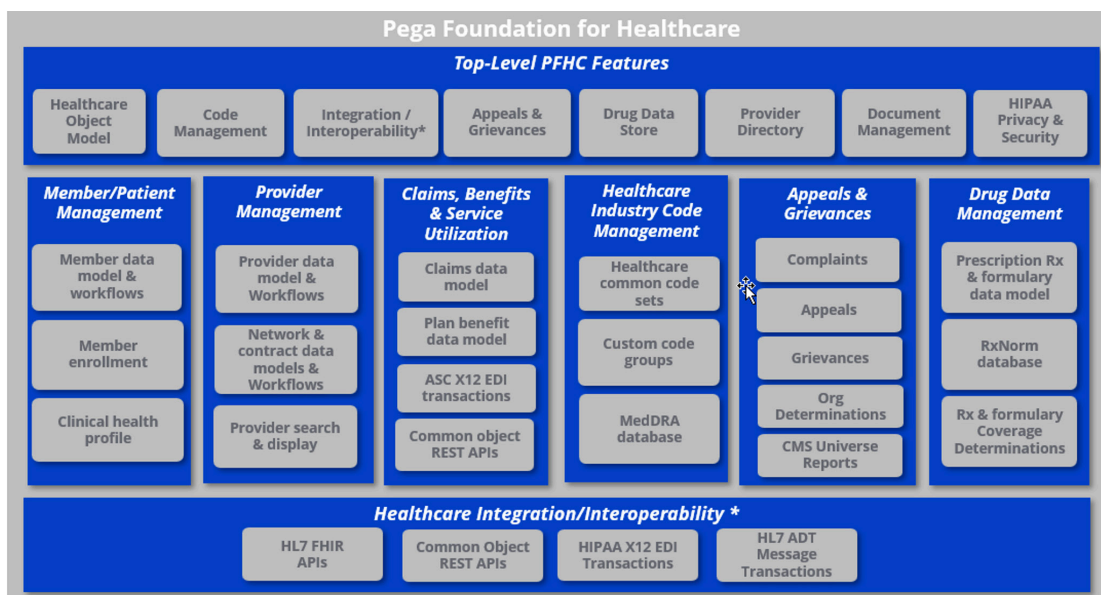 Pega Foundation for Healthcare
Top-Level PFHC Features
Healthcare
Object
Model
Code
Management
Integration /
Interoperability*
Appeals &
Grievances
Drug Data
Store
Provider
Directory
Document
Management
HIPAA
Privacy &
Security
Member/Patient
Management
Member data
model &
workflows
Member
enrollment
Clinical health
profile
Provider
Management
Provider data
model &
Workflows
Network &
contract data
models &
Workflows
Provider search
& display
Claims, Benefits
& Service
Utilization
Claims data
model
Plan benefit
data model
ASC X12 EDI
transactions
Common object
REST APIs
Healthcare
Industry Code
Management
Healthcare
common code
sets
Custom code
groups
MedDRA
database
Appeals &
Grievances
Complaints
Appeals
Grievances
Org
Determinations
CMS Universe
Reports
Drug Data
Management
Prescription Rx
& formulary
data model
RxNorm
database
Rx & formulary
Coverage
Determinations
Healthcare Integration/Interoperability *
HL7 FHIR
APIs
Common Object
REST APIs
HIPAA X12 EDI
Transactions
HL7 ADT
Message
Transactions